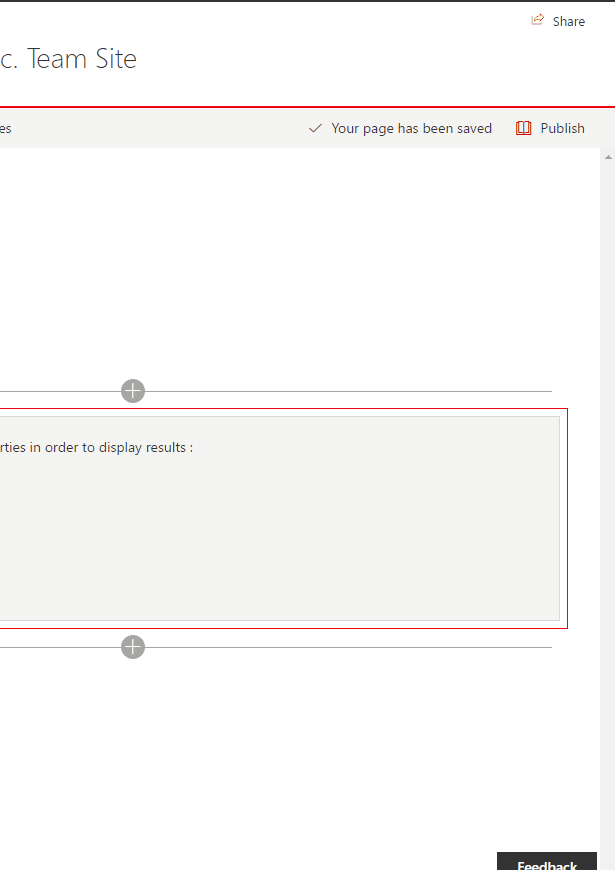 Share
c. Team Site
es
Your page has been saved
Publish
rties in order to display results :
Feedback